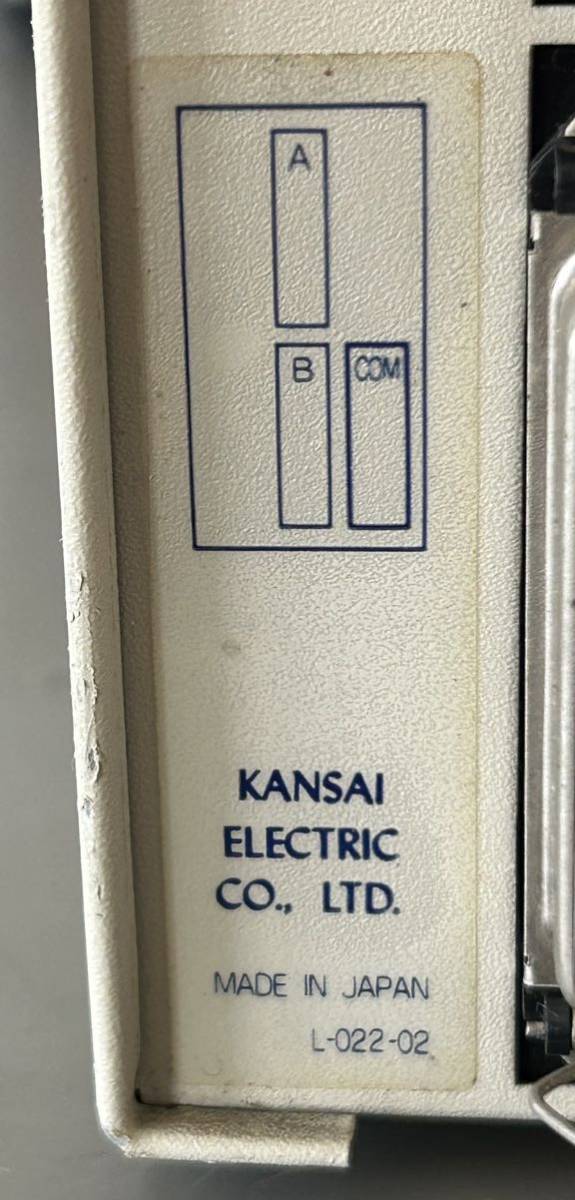 A
B COM
KANSAI
ELECTRIC
CO., LTD.
MADE IN JAPAN
L-022-02